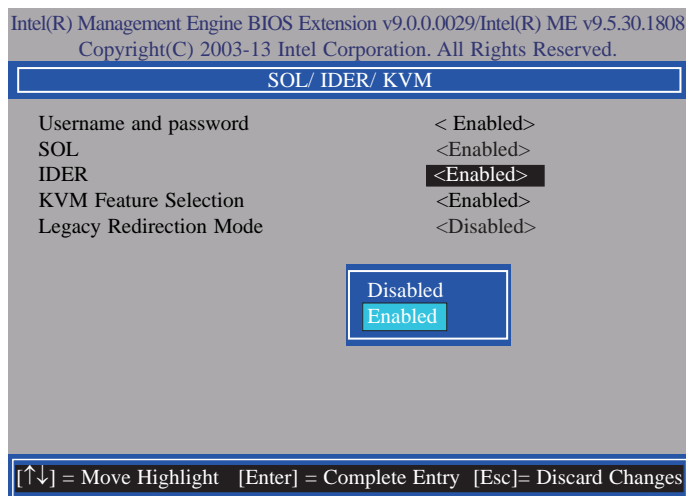 Intel(R) Management Engine BIOS Extension v9.0.0.0029/Intel(R) ME v9.5.30.1808
Copyright(C) 2003-13 Intel Corporation. All Rights Reserved.
SOL/ IDER/ KVM
Username and password < Enabled>
SOL <Enabled>
IDER <Enabled>
KVM Feature Selection <Enabled>
Legacy Redirection Mode <Disabled>
Disabled
Enabled
[↑↓] = Move Highlight [Enter] = Complete Entry [Esc]= Discard Changes